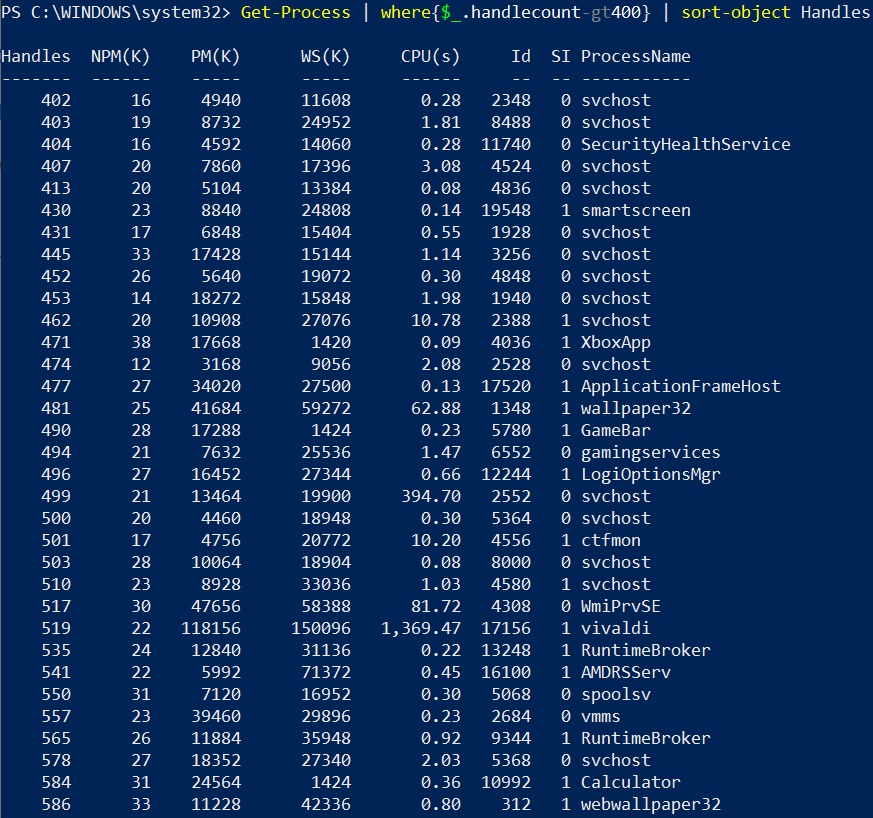 PS C:\WINDOWS\system32> Get-Process | where{$_.handlecount-gt400} | sort-object Handles
Handles  NPM(K)    PM(K)      WS(K)     CPU(s)     Id  SI ProcessName
-------  ------    -----      -----     ------     --  -- -----------
    402      16     4940      11608       0.28   2348   0 svchost
    403      19     8732      24952       1.81   8488   0 svchost
    404      16     4592      14060       0.28  11740   0 SecurityHealthService
    407      20     7860      17396       3.08   4524   0 svchost
    413      20     5104      13384       0.08   4836   0 svchost
    430      23     8840      24808       0.14  19548   1 smartscreen
    431      17     6848      15404       0.55   1928   0 svchost
    445      33    17428      15144       1.14   3256   0 svchost
    452      26     5640      19072       0.30   4848   0 svchost
    453      14    18272      15848       1.98   1940   0 svchost
    462      20    10908      27076      10.78   2388   1 svchost
    471      38    17668       1420       0.09   4036   1 XboxApp
    474      12     3168       9056       2.08   2528   0 svchost
    477      27    34020      27500       0.13  17520   1 ApplicationFrameHost
    481      25    41684      59272      62.88   1348   1 wallpaper32
    490      28    17288       1424       0.23   5780   1 GameBar
    494      21     7632      25536       1.47   6552   0 gamingservices
    496      27    16452      27344       0.66  12244   1 LogiOptionsMgr
    499      21    13464      19900     394.70   2552   0 svchost
    500      20     4460      18948       0.30   5364   0 svchost
    501      17     4756      20772      10.20   4556   1 ctfmon
    503      28    10064      18904       0.08   8000   0 svchost
    510      23     8928      33036       1.03   4580   1 svchost
    517      30    47656      58388      81.72   4308   0 WmiPrvSE
    519      22   118156     150096   1,369.47  17156   1 vivaldi
    535      24    12840      31136       0.22  13248   1 RuntimeBroker
    541      22     5992      71372       0.45  16100   1 AMDRSServ
    550      31     7120      16952       0.30   5068   0 spoolsv
    557      23    39460      29896       0.23   2684   0 vmms
    565      26    11884      35948       0.92   9344   1 RuntimeBroker
    578      27    18352      27340       2.03   5368   0 svchost
    584      31    24564       1424       0.36  10992   1 Calculator
    586      33    11228      42336       0.80    312   1 webwallpaper32